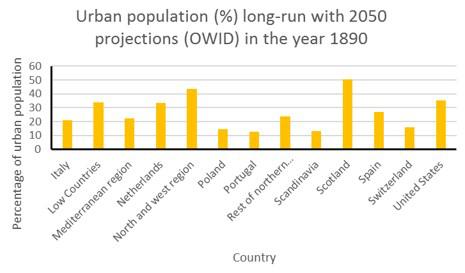 Urban population (%) long-run with 2050
projections (OWID) in the year 1890
Percentage of urban population
60
50
40
30
20
10
0
Italy
Low Countries
Mediterranean region
Netherlands
North and west region
Poland
Portugal
Rest of northern...
Scandinavia
Scotland
Spain
Switzerland
United States
Country